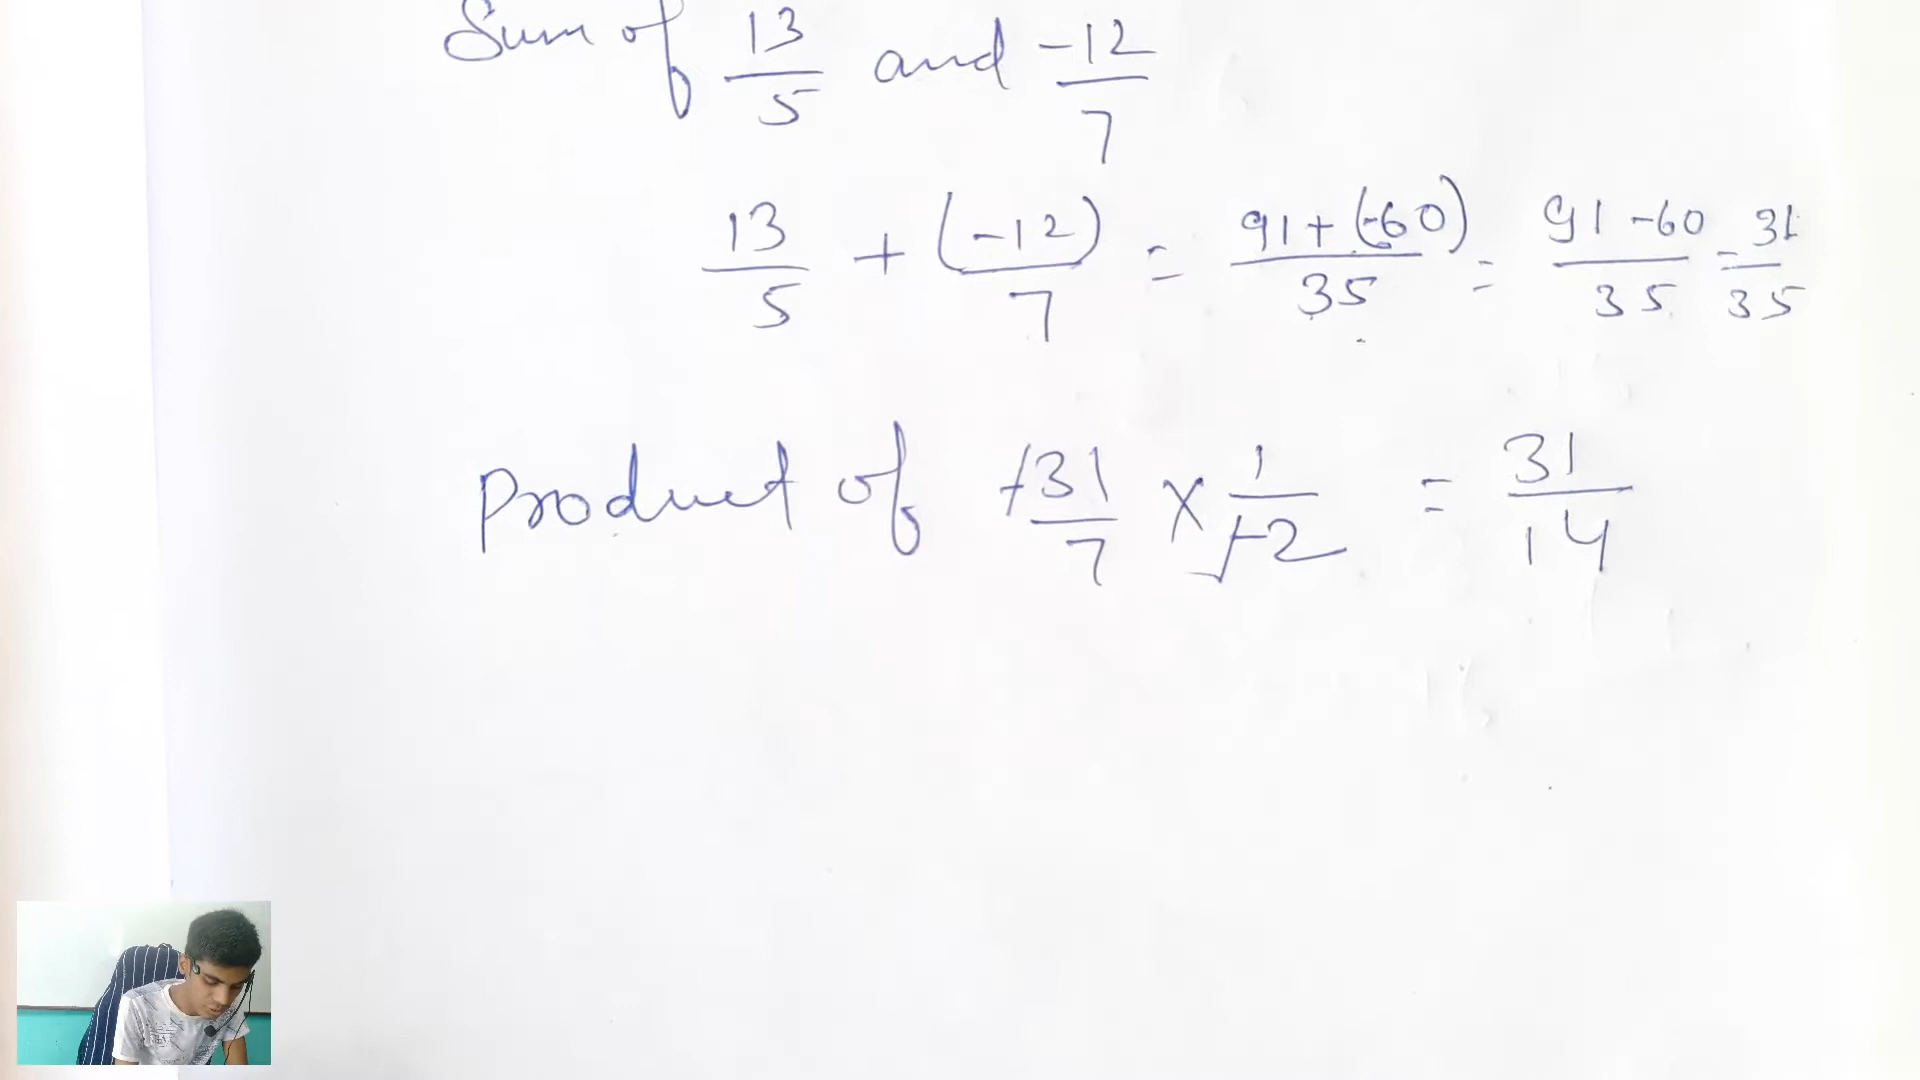 Sum of 13/5 and -12/7
13/5 + (-12)/7 = 91+(-60)/35 = 91-60/35 = 31/35
Product of -31/7 × 1/-2 = 31/14